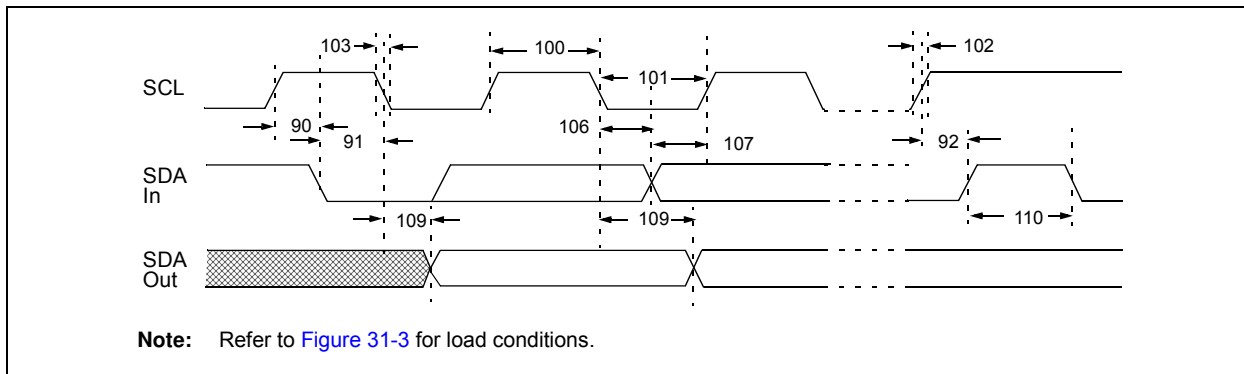 103 100 102
101
SCL
90 106 107 92
91
SDA
In
109 109 110
SDA
Out
Note: Refer to Figure 31-3 for load conditions.